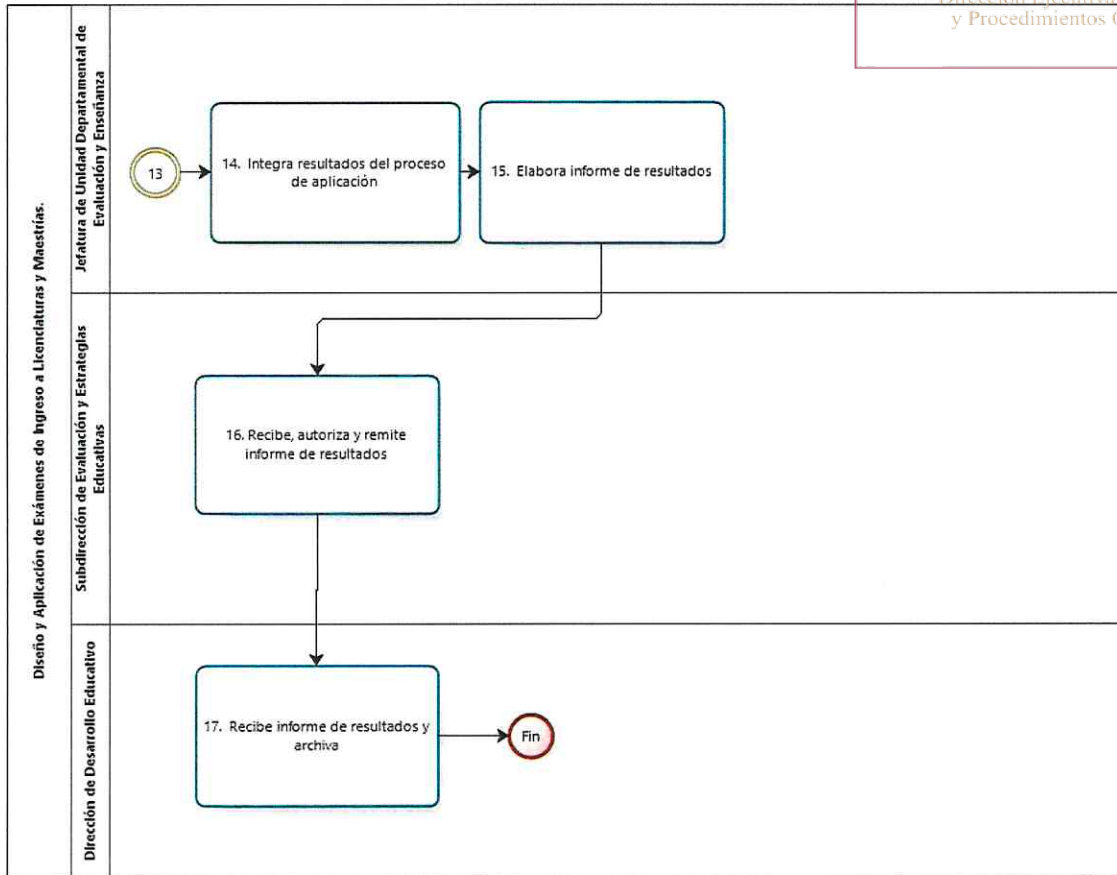 y Procedimientos
Diseño y Aplicación de Exámenes de Ingreso a Licenciaturas y Maestrías.
Jefatura de Unidad Departamental de
Evaluación y Enseñanza
13
14. Integra resultados del proceso
de aplicación
15. Elabora informe de resultados
Subdirección de Evaluación y Estrategias
Educativas
16. Recibe, autoriza y remite
informe de resultados
Dirección de Desarrollo Educativo
17. Recibe informe de resultados y
archiva
Fin